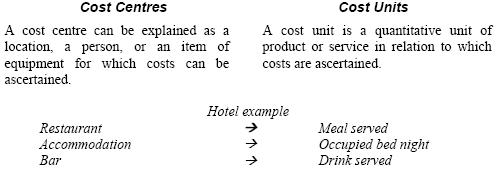 Cost Centres Cost Units
A cost centre can be explained as a
location, a person, or an item of
equipment for which costs can be
ascertained.
A cost unit is a quantitative unit of
product or service in relation to which
costs are ascertained.
Hotel example
Restaurant → Meal served
Accommodation → Occupied bed night
Bar → Drink served